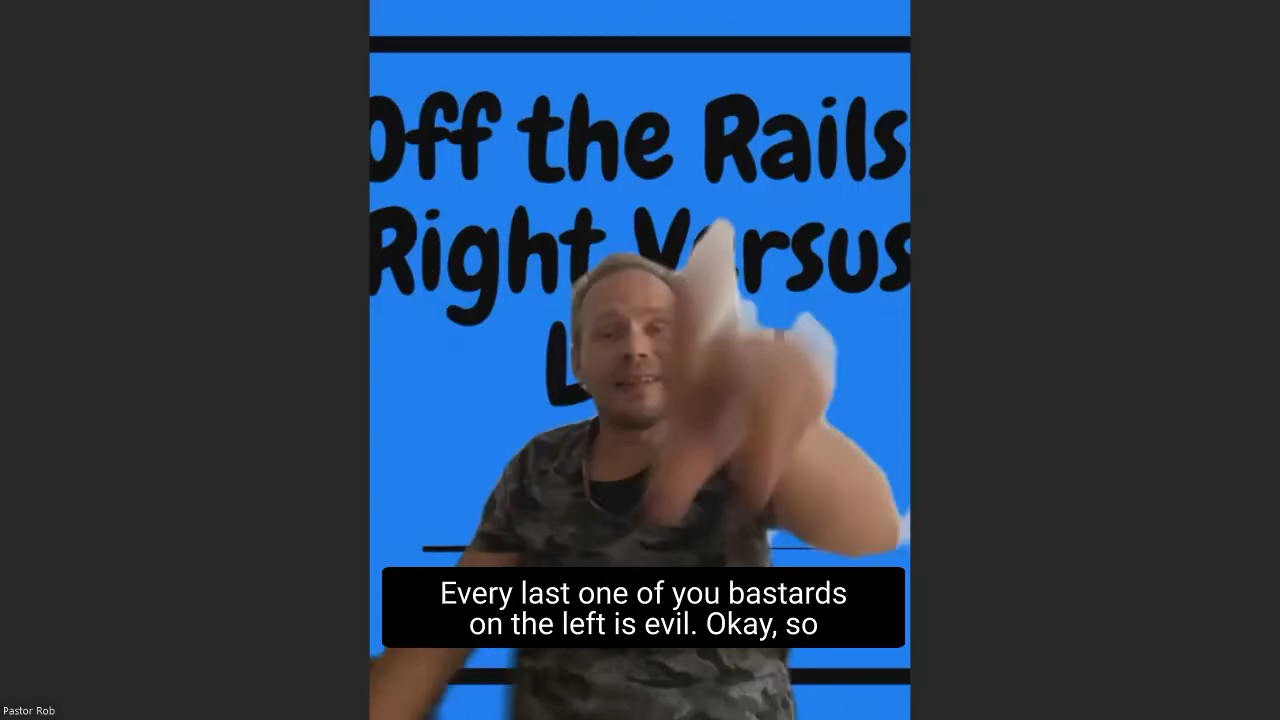 Off the Rails
Right Versus
L
Every last one of you bastards
on the left is evil. Okay, so
Pastor Rob